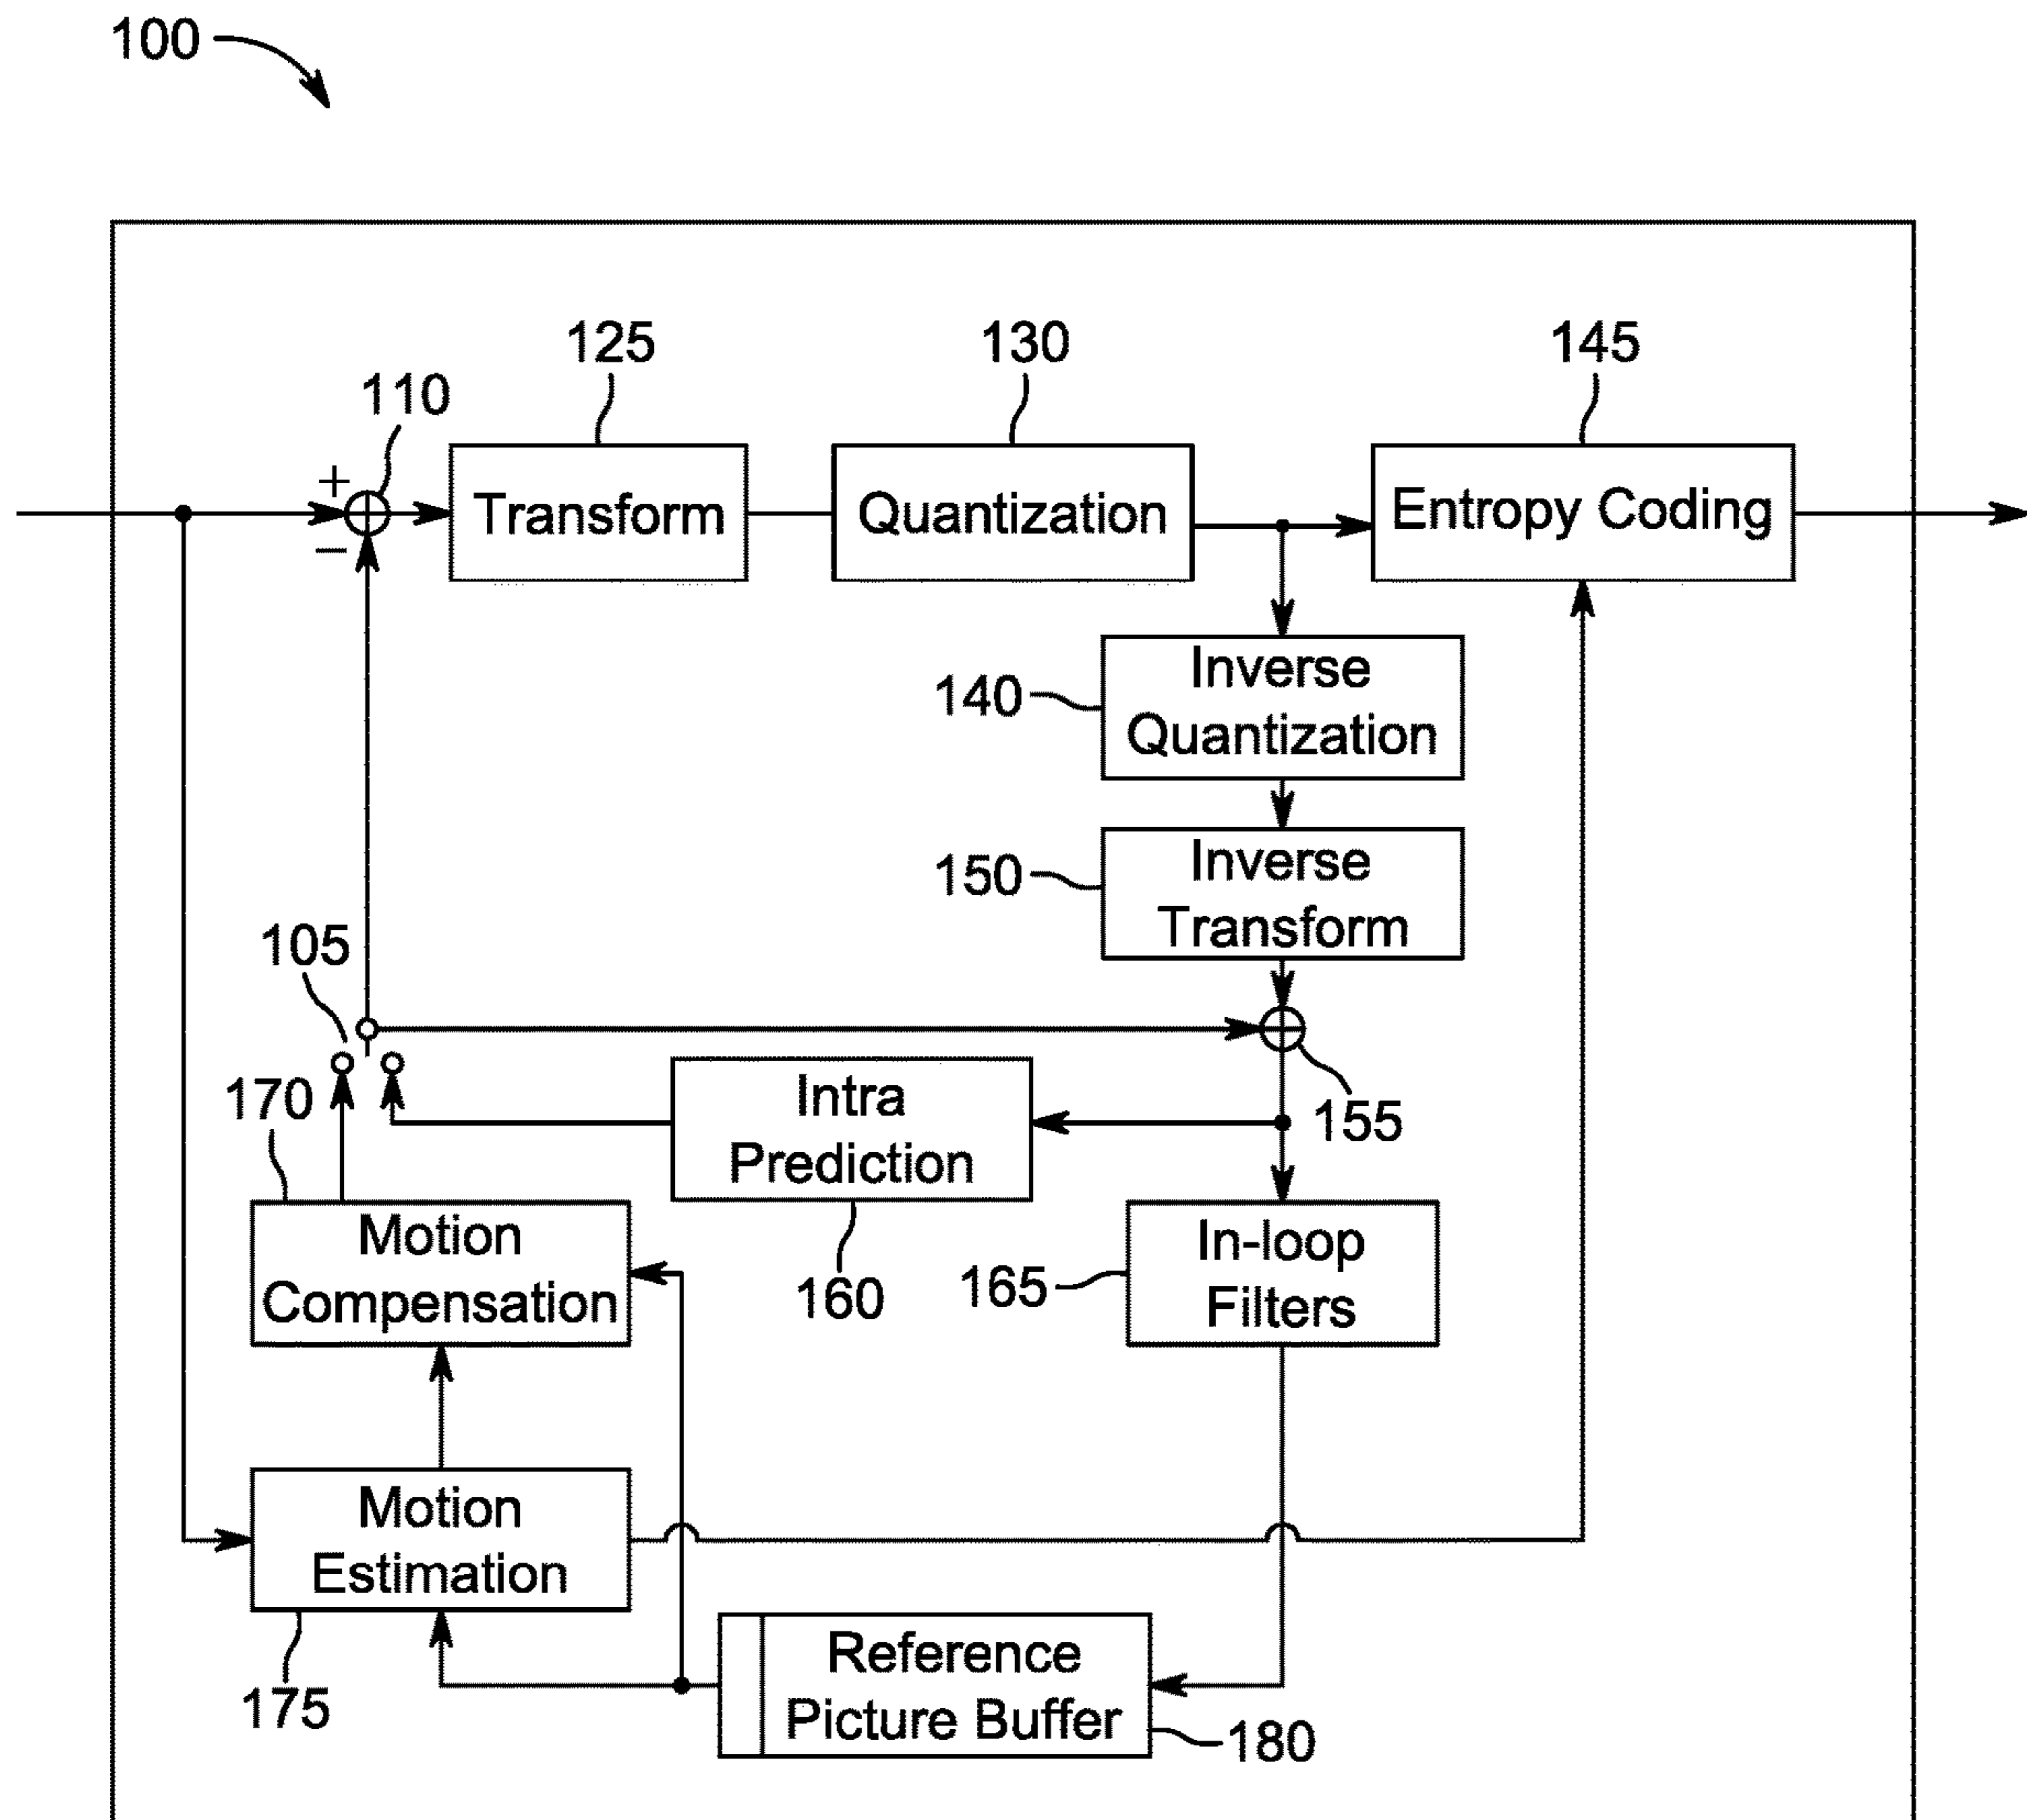 100
125
130
145
110
+
Transform
Quantization
Entropy Coding
−
140
Inverse
Quantization
150
Inverse
Transform
105
170
Intra
Prediction
155
Motion
Compensation
160
165
In-loop
Filters
Motion
Estimation
175
Reference
Picture Buffer
180